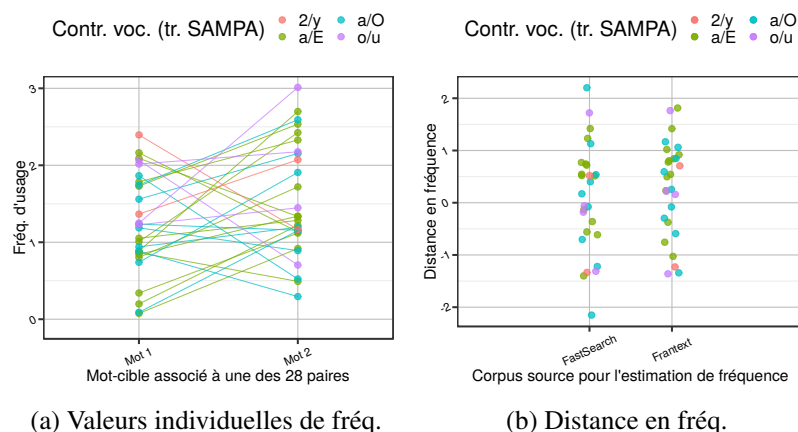 Contr. voc. (tr. SAMPA) 2/y a/O
a/E o/u
3
2
1
0
Fréq. d'usage
Mot 1 Mot 2
Mot-cible associé à une des 28 paires
(a) Valeurs individuelles de fréq.
Contr. voc. (tr. SAMPA) 2/y a/O
a/E o/u
2
1
0
-1
-2
Distance en fréquence
FastSearch Frantext
Corpus source pour l'estimation de fréquence
(b) Distance en fréq.